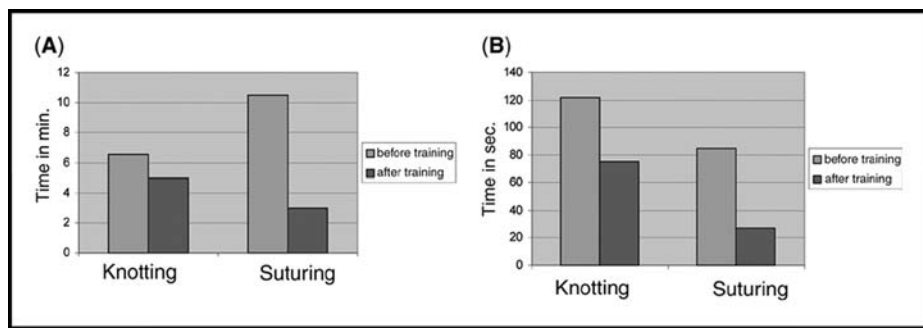 (A)
12
10
8
6
4
2
0
Time in min.
Knotting
Suturing
before training
after training
(B)
140
120
100
80
60
40
20
0
Time in sec.
Knotting
Suturing
before training
after training